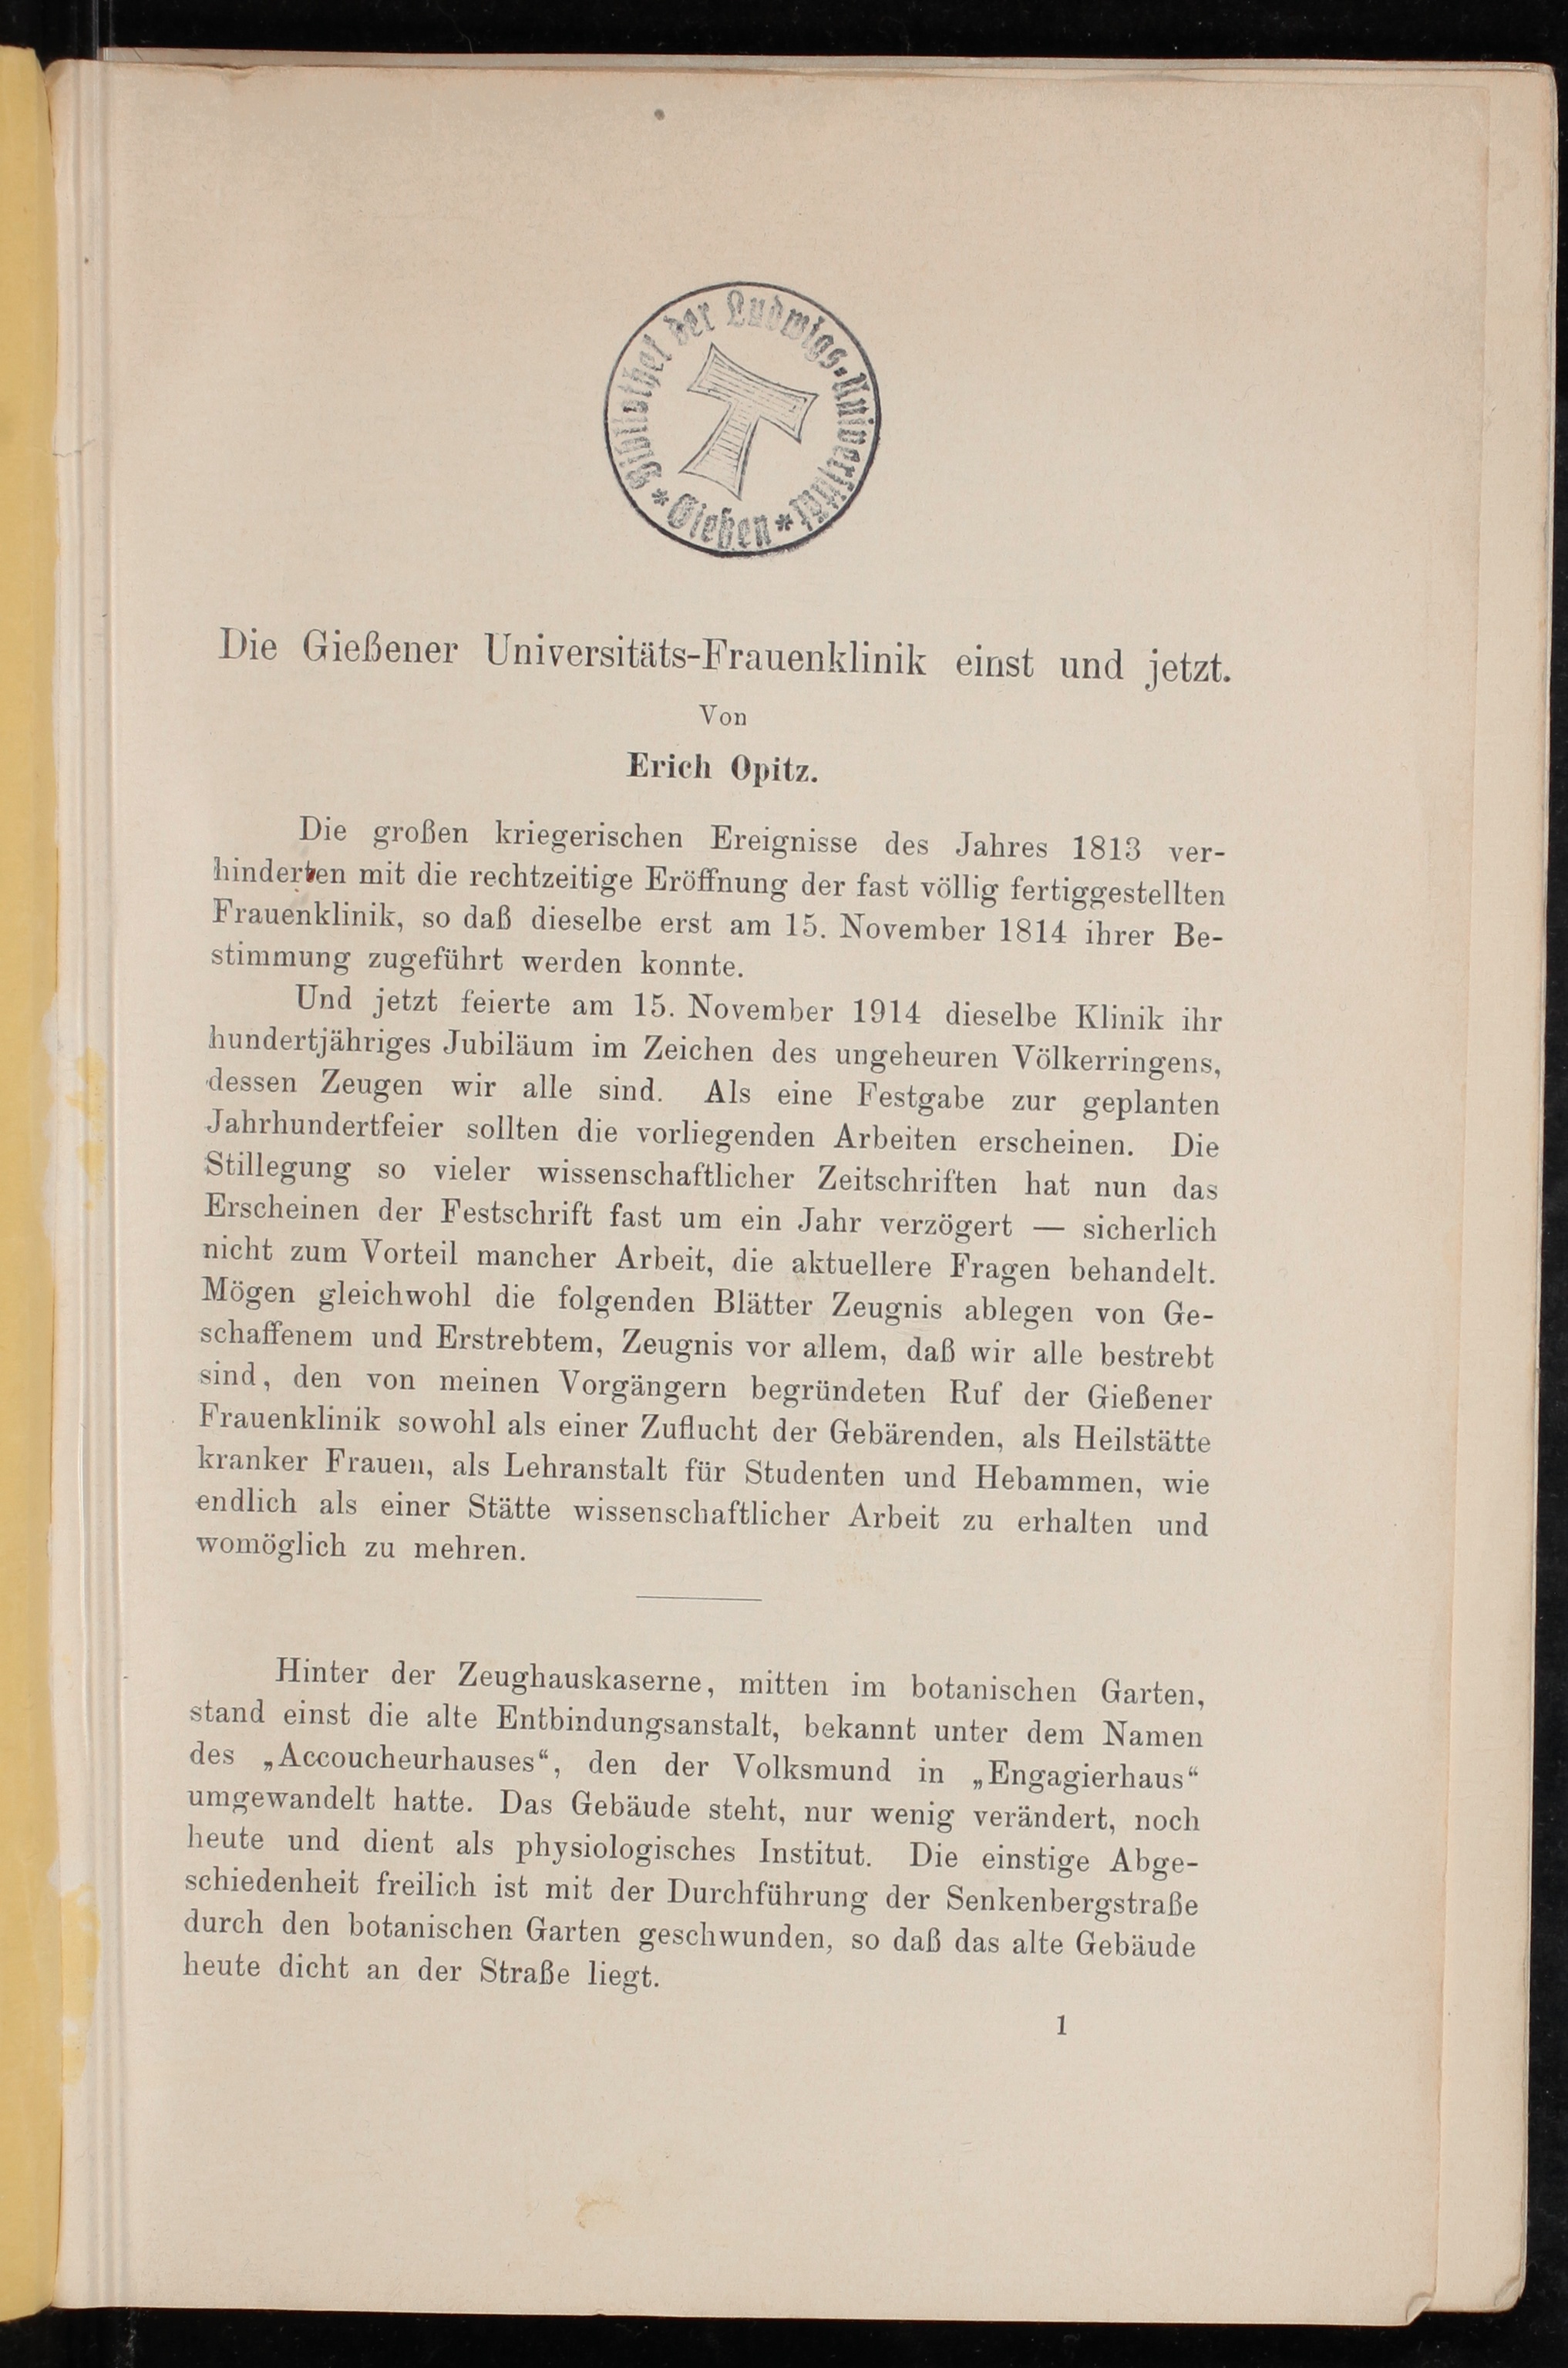 Bibliothek der Ludwigs-Universität
* Gießen *
Die Gießener Universitäts-Frauenklinik einst und jetzt.
Von
Erich Opitz.
Die großen kriegerischen Ereignisse des Jahres 1813 ver-
hinderten mit die rechtzeitige Eröffnung der fast völlig fertiggestellten
Frauenklinik, so daß dieselbe erst am 15. November 1814 ihrer Be-
stimmung zugeführt werden konnte.
Und jetzt feierte am 15. November 1914 dieselbe Klinik ihr
hundertjähriges Jubiläum im Zeichen des ungeheuren Völkerringens,
dessen Zeugen wir alle sind. Als eine Festgabe zur geplanten
Jahrhundertfeier sollten die vorliegenden Arbeiten erscheinen. Die
Stillegung so vieler wissenschaftlicher Zeitschriften hat nun das
Erscheinen der Festschrift fast um ein Jahr verzögert — sicherlich
nicht zum Vorteil mancher Arbeit, die aktuellere Fragen behandelt.
Mögen gleichwohl die folgenden Blätter Zeugnis ablegen von Ge-
schaffenem und Erstrebtem, Zeugnis vor allem, daß wir alle bestrebt
sind, den von meinen Vorgängern begründeten Ruf der Gießener
Frauenklinik sowohl als einer Zuflucht der Gebärenden, als Heilstätte
kranker Frauen, als Lehranstalt für Studenten und Hebammen, wie
endlich als einer Stätte wissenschaftlicher Arbeit zu erhalten und
womöglich zu mehren.
Hinter der Zeughauskaserne, mitten im botanischen Garten,
stand einst die alte Entbindungsanstalt, bekannt unter dem Namen
des „Accoucheurhauses“, den der Volksmund in „Engagierhaus“
umgewandelt hatte. Das Gebäude steht, nur wenig verändert, noch
heute und dient als physiologisches Institut. Die einstige Abge-
schiedenheit freilich ist mit der Durchführung der Senkenbergstraße
durch den botanischen Garten geschwunden, so daß das alte Gebäude
heute dicht an der Straße liegt.
1